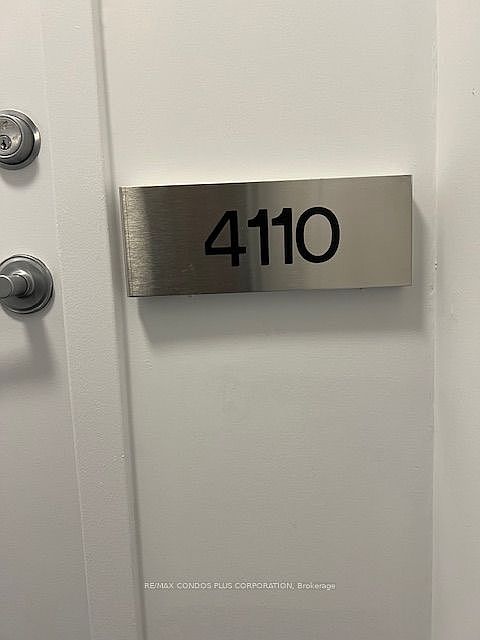 4110
RE/MAX CONDOS PLUS CORPORATION, Brokerage